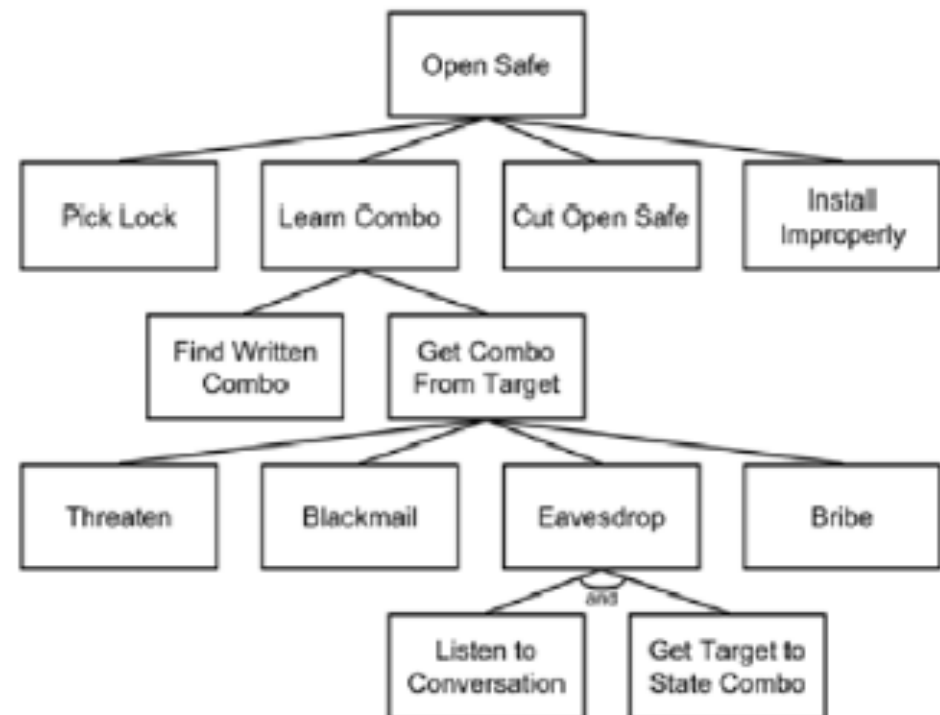 Open Safe
Pick Lock
Learn Combo
Cut Open Safe
Install
Improperly
Find Written
Combo
Get Combo
From Target
Threaten
Blackmail
Eavesdrop
Bribe
and
Listen to
Conversation
Get Target to
State Combo